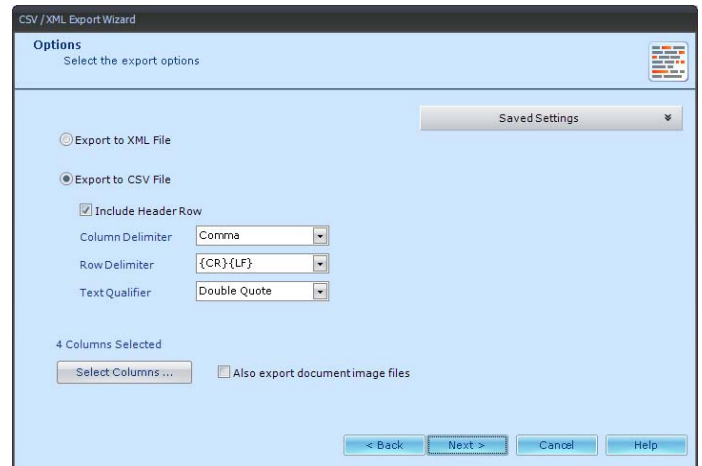 CSV / XML Export Wizard
Options
Select the export options
Saved Settings
Export to XML File
Export to CSV File
Include Header Row
Column Delimiter Comma
Row Delimiter {CR}{LF}
Text Qualifier Double Quote
4 Columns Selected
Select Columns ... Also export document image files
< Back Next > Cancel Help